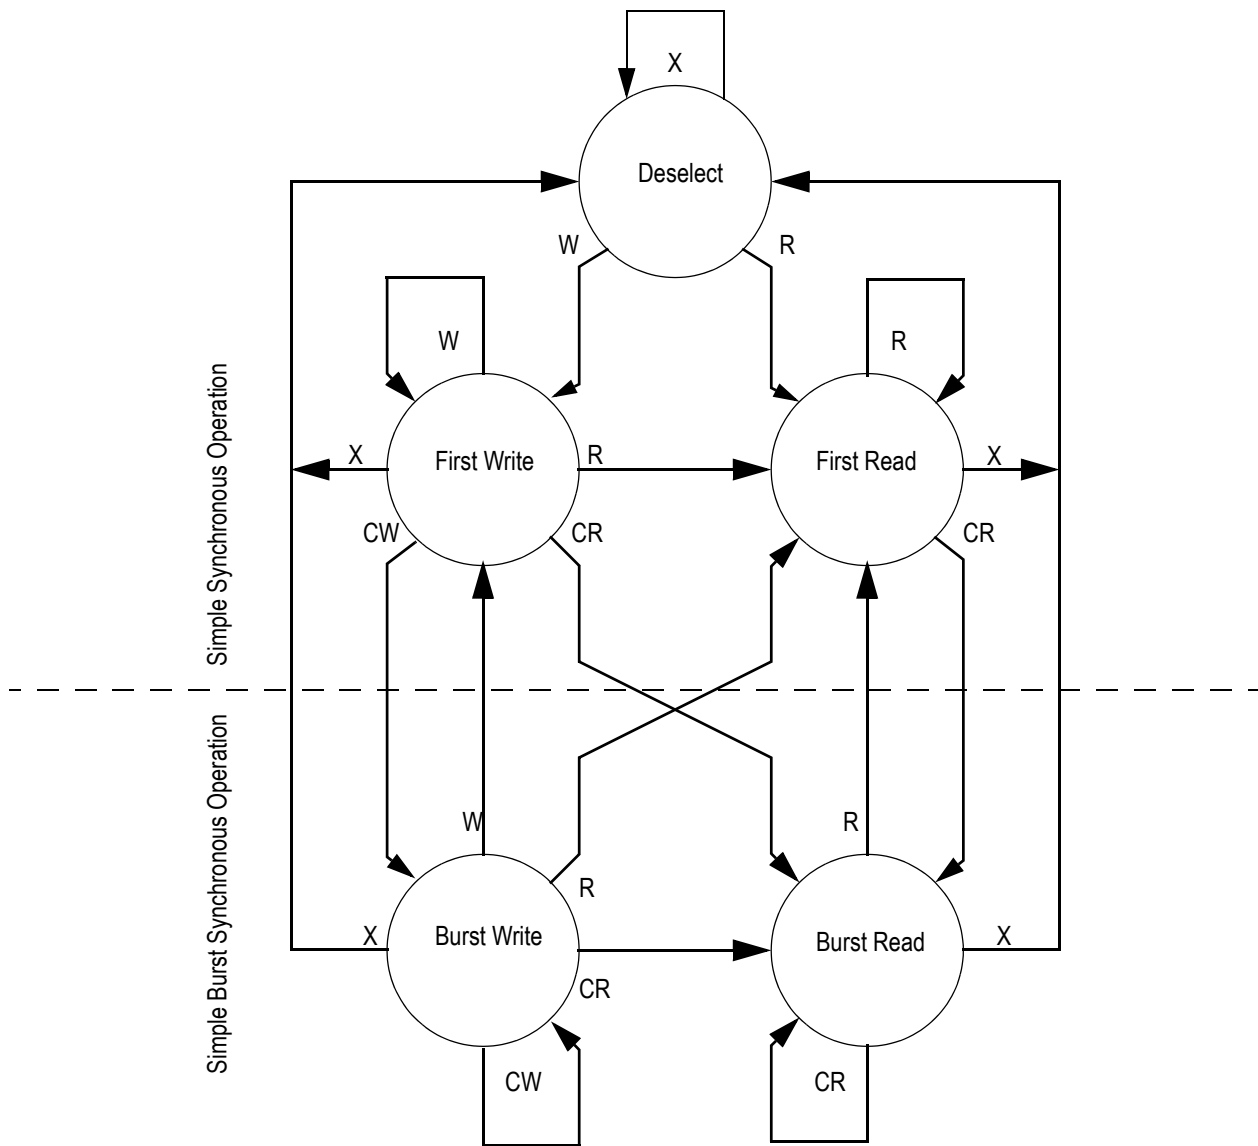 X
Deselect
W
R
W
R
Simple Synchronous Operation
First Write
First Read
X
R
X
CW
CR
CR
Simple Burst Synchronous Operation
W
R
R
X
Burst Write
Burst Read
X
CR
CW
CR